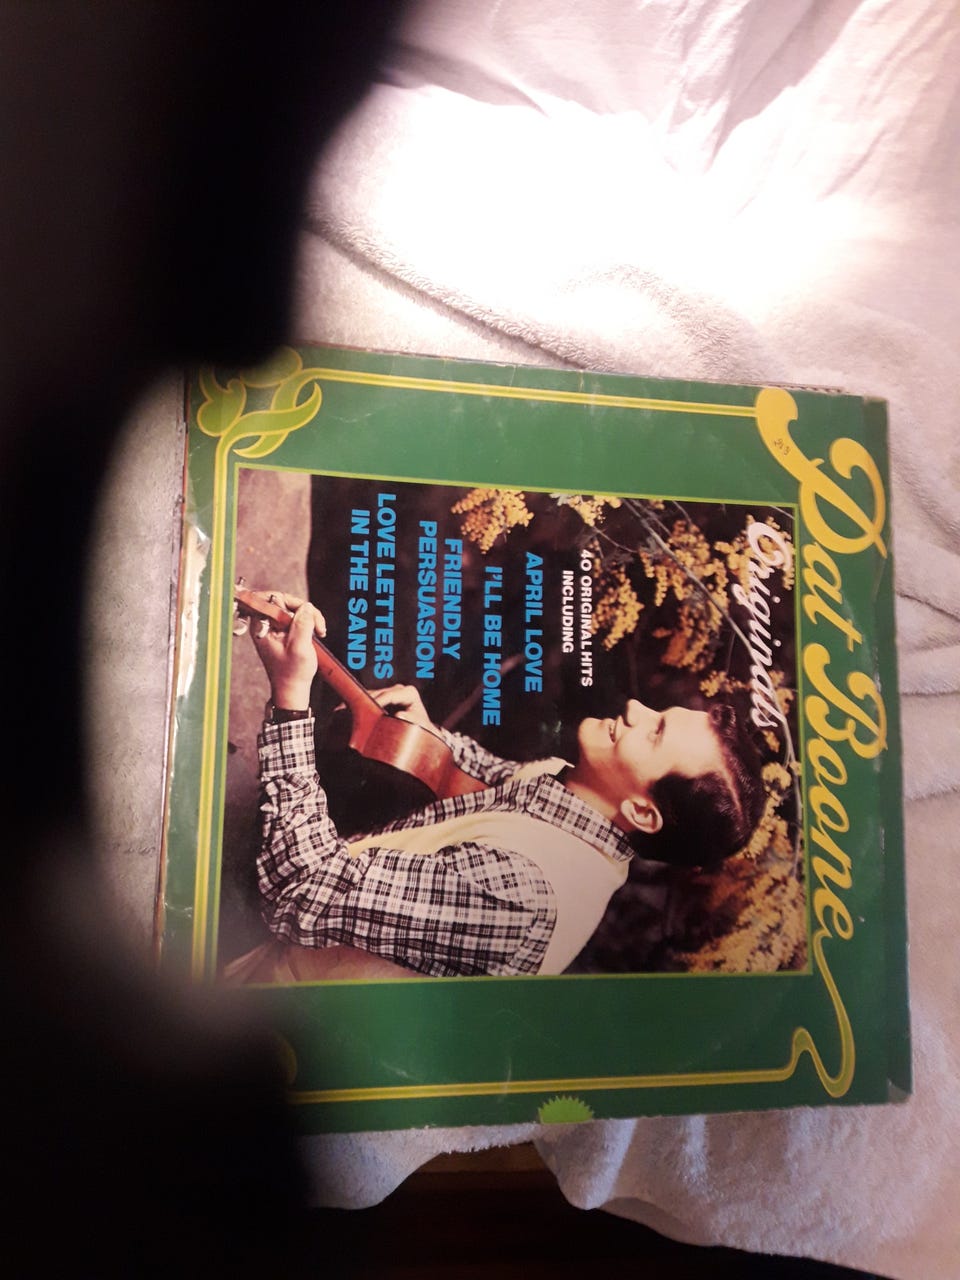 Pat Boone
Originals
40 ORIGINAL HITS
INCLUDING
APRIL LOVE
I'LL BE HOME
FRIENDLY
PERSUASION
LOVE LETTERS
IN THE SAND